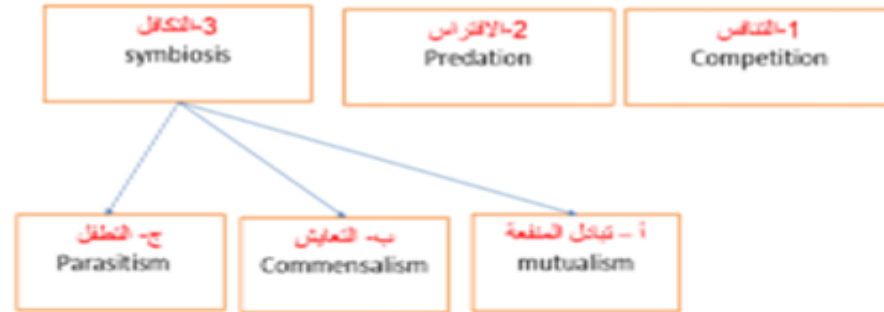 1-التنافس
Competition
2-الافتراس
Predation
3-التكافل
symbiosis
أ – تبادل المنفعة
mutualism
ب- التعايش
Commensalism
ج- التطفل
Parasitism